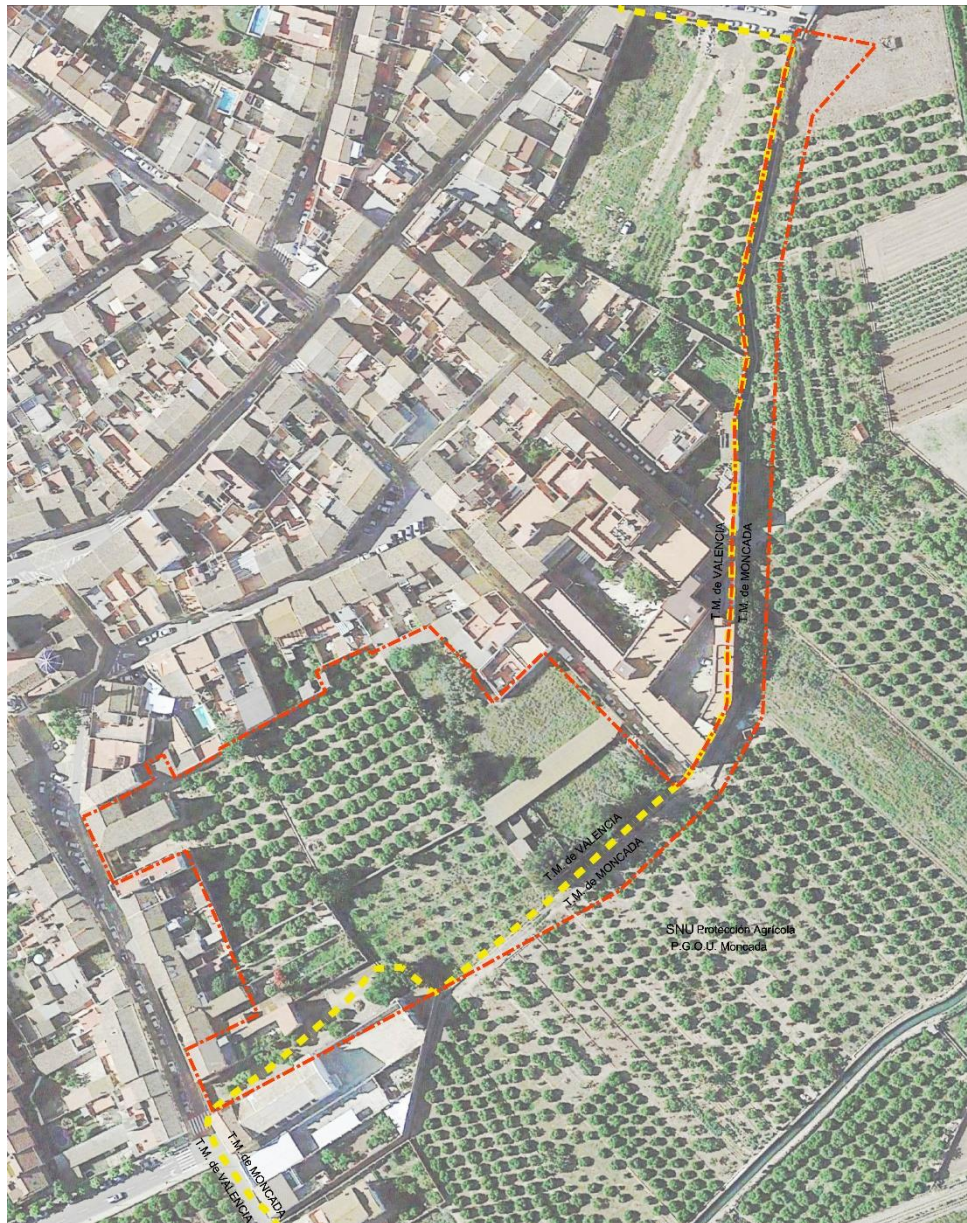 T.M. de VALENCIA
T.M. de MONCADA
T.M. de VALENCIA
T.M. de MONCADA
SNU Protección Agrícola
P.G.O.U. Moncada
T.M. de MONCADA
T.M. de VALENCIA